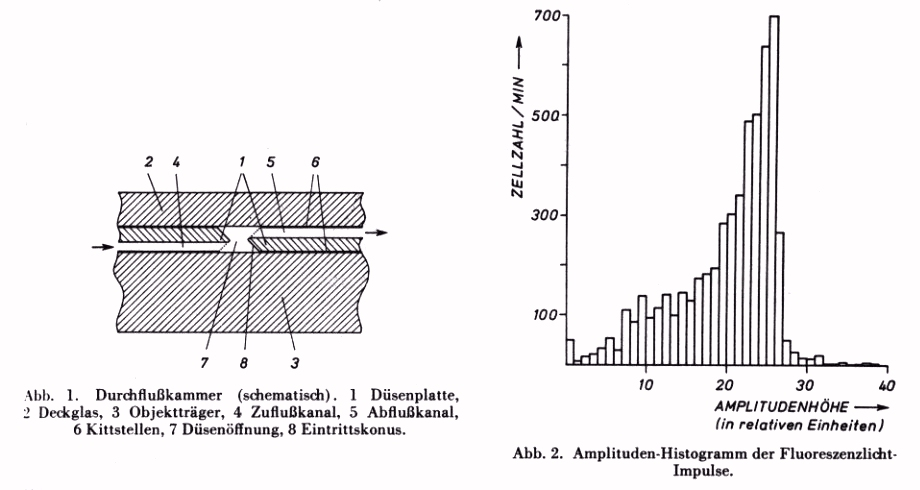 2 4 1 5 6
7 8 3
Abb. 1. Durchflußkammer (schematisch). 1 Düsenplatte,
2 Deckglas, 3 Objektträger, 4 Zuflußkanal, 5 Abflußkanal,
6 Kittstellen, 7 Düsenöffnung, 8 Eintrittskonus.
700
500
300
100
ZELLZAHL/MIN
10 20 30 40
AMPLITUDENHÖHE
(in relativen Einheiten)
Abb. 2. Amplituden-Histogramm der Fluoreszenzlicht-
Impulse.